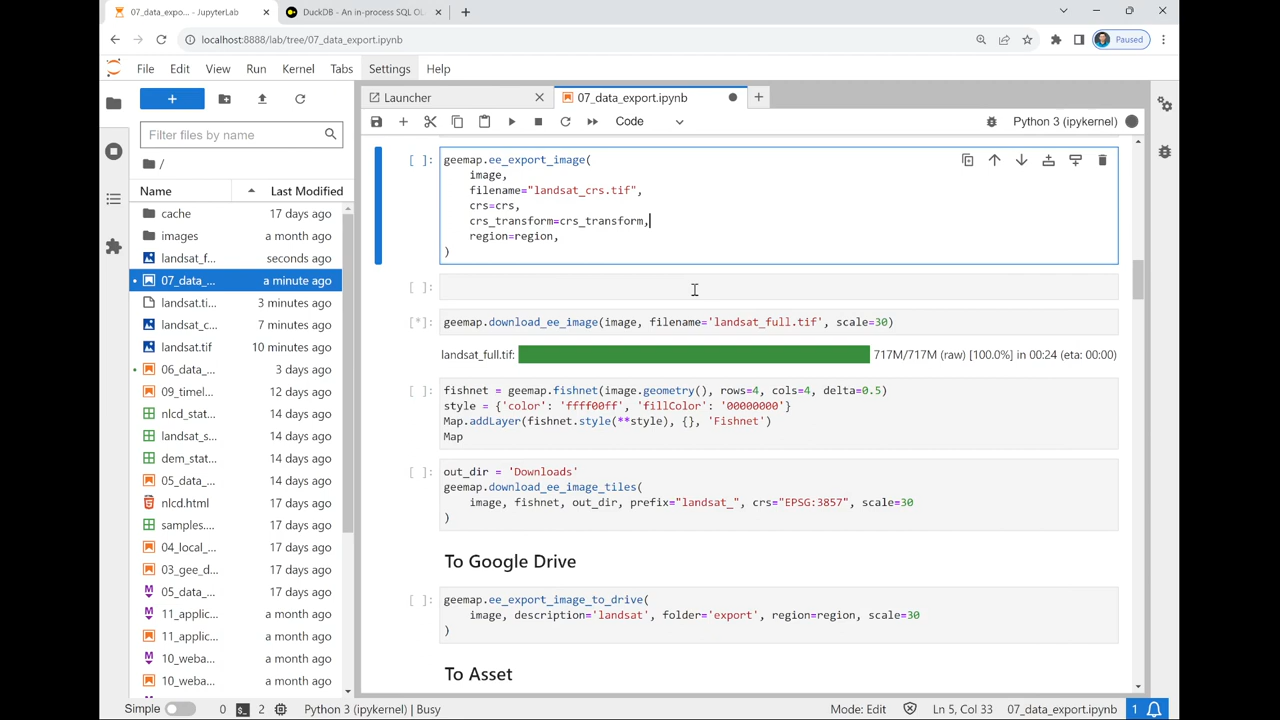 07_data_expo... - JupyterLab
DuckDB - An in-process SQL OL
localhost:8888/lab/tree/07_data_export.ipynb
Paused
File Edit View Run Kernel Tabs Settings Help
Launcher
07_data_export.ipynb
Filter files by name
Code
Python 3 (ipykernel)
/
Name Last Modified
cache 17 days ago
images a month ago
landsat_f... seconds ago
07_data_... a minute ago
landsat.ti... 3 minutes ago
landsat_c... 7 minutes ago
landsat.tif 10 minutes ago
06_data_... 3 days ago
09_timel... 12 days ago
nlcd_stat... 14 days ago
landsat_s... 14 days ago
dem_stat... 14 days ago
05_data_... 14 days ago
nlcd.html 17 days ago
samples.... 17 days ago
04_local_... 17 days ago
03_gee_d... 17 days ago
05_data_... 17 days ago
11_applic... a month ago
11_applic... a month ago
10_weba... a month ago
10_weba... a month ago
[ ]: geemap.ee_export_image(
image,
filename="landsat_crs.tif",
crs=crs,
crs_transform=crs_transform,
region=region,
)
[ ]:
[*]: geemap.download_ee_image(image, filename='landsat_full.tif', scale=30)
landsat_full.tif: 717M/717M (raw) [100.0%] in 00:24 (eta: 00:00)
[ ]: fishnet = geemap.fishnet(image.geometry(), rows=4, cols=4, delta=0.5)
style = {'color': 'ffff00ff', 'fillColor': '00000000'}
Map.addLayer(fishnet.style(**style), {}, 'Fishnet')
Map
[ ]: out_dir = 'Downloads'
geemap.download_ee_image_tiles(
image, fishnet, out_dir, prefix="landsat_", crs="EPSG:3857", scale=30
)
To Google Drive
[ ]: geemap.ee_export_image_to_drive(
image, description='landsat', folder='export', region=region, scale=30
)
To Asset
Simple 0 2 Python 3 (ipykernel) | Busy Mode: Edit Ln 5, Col 33 07_data_export.ipynb 1